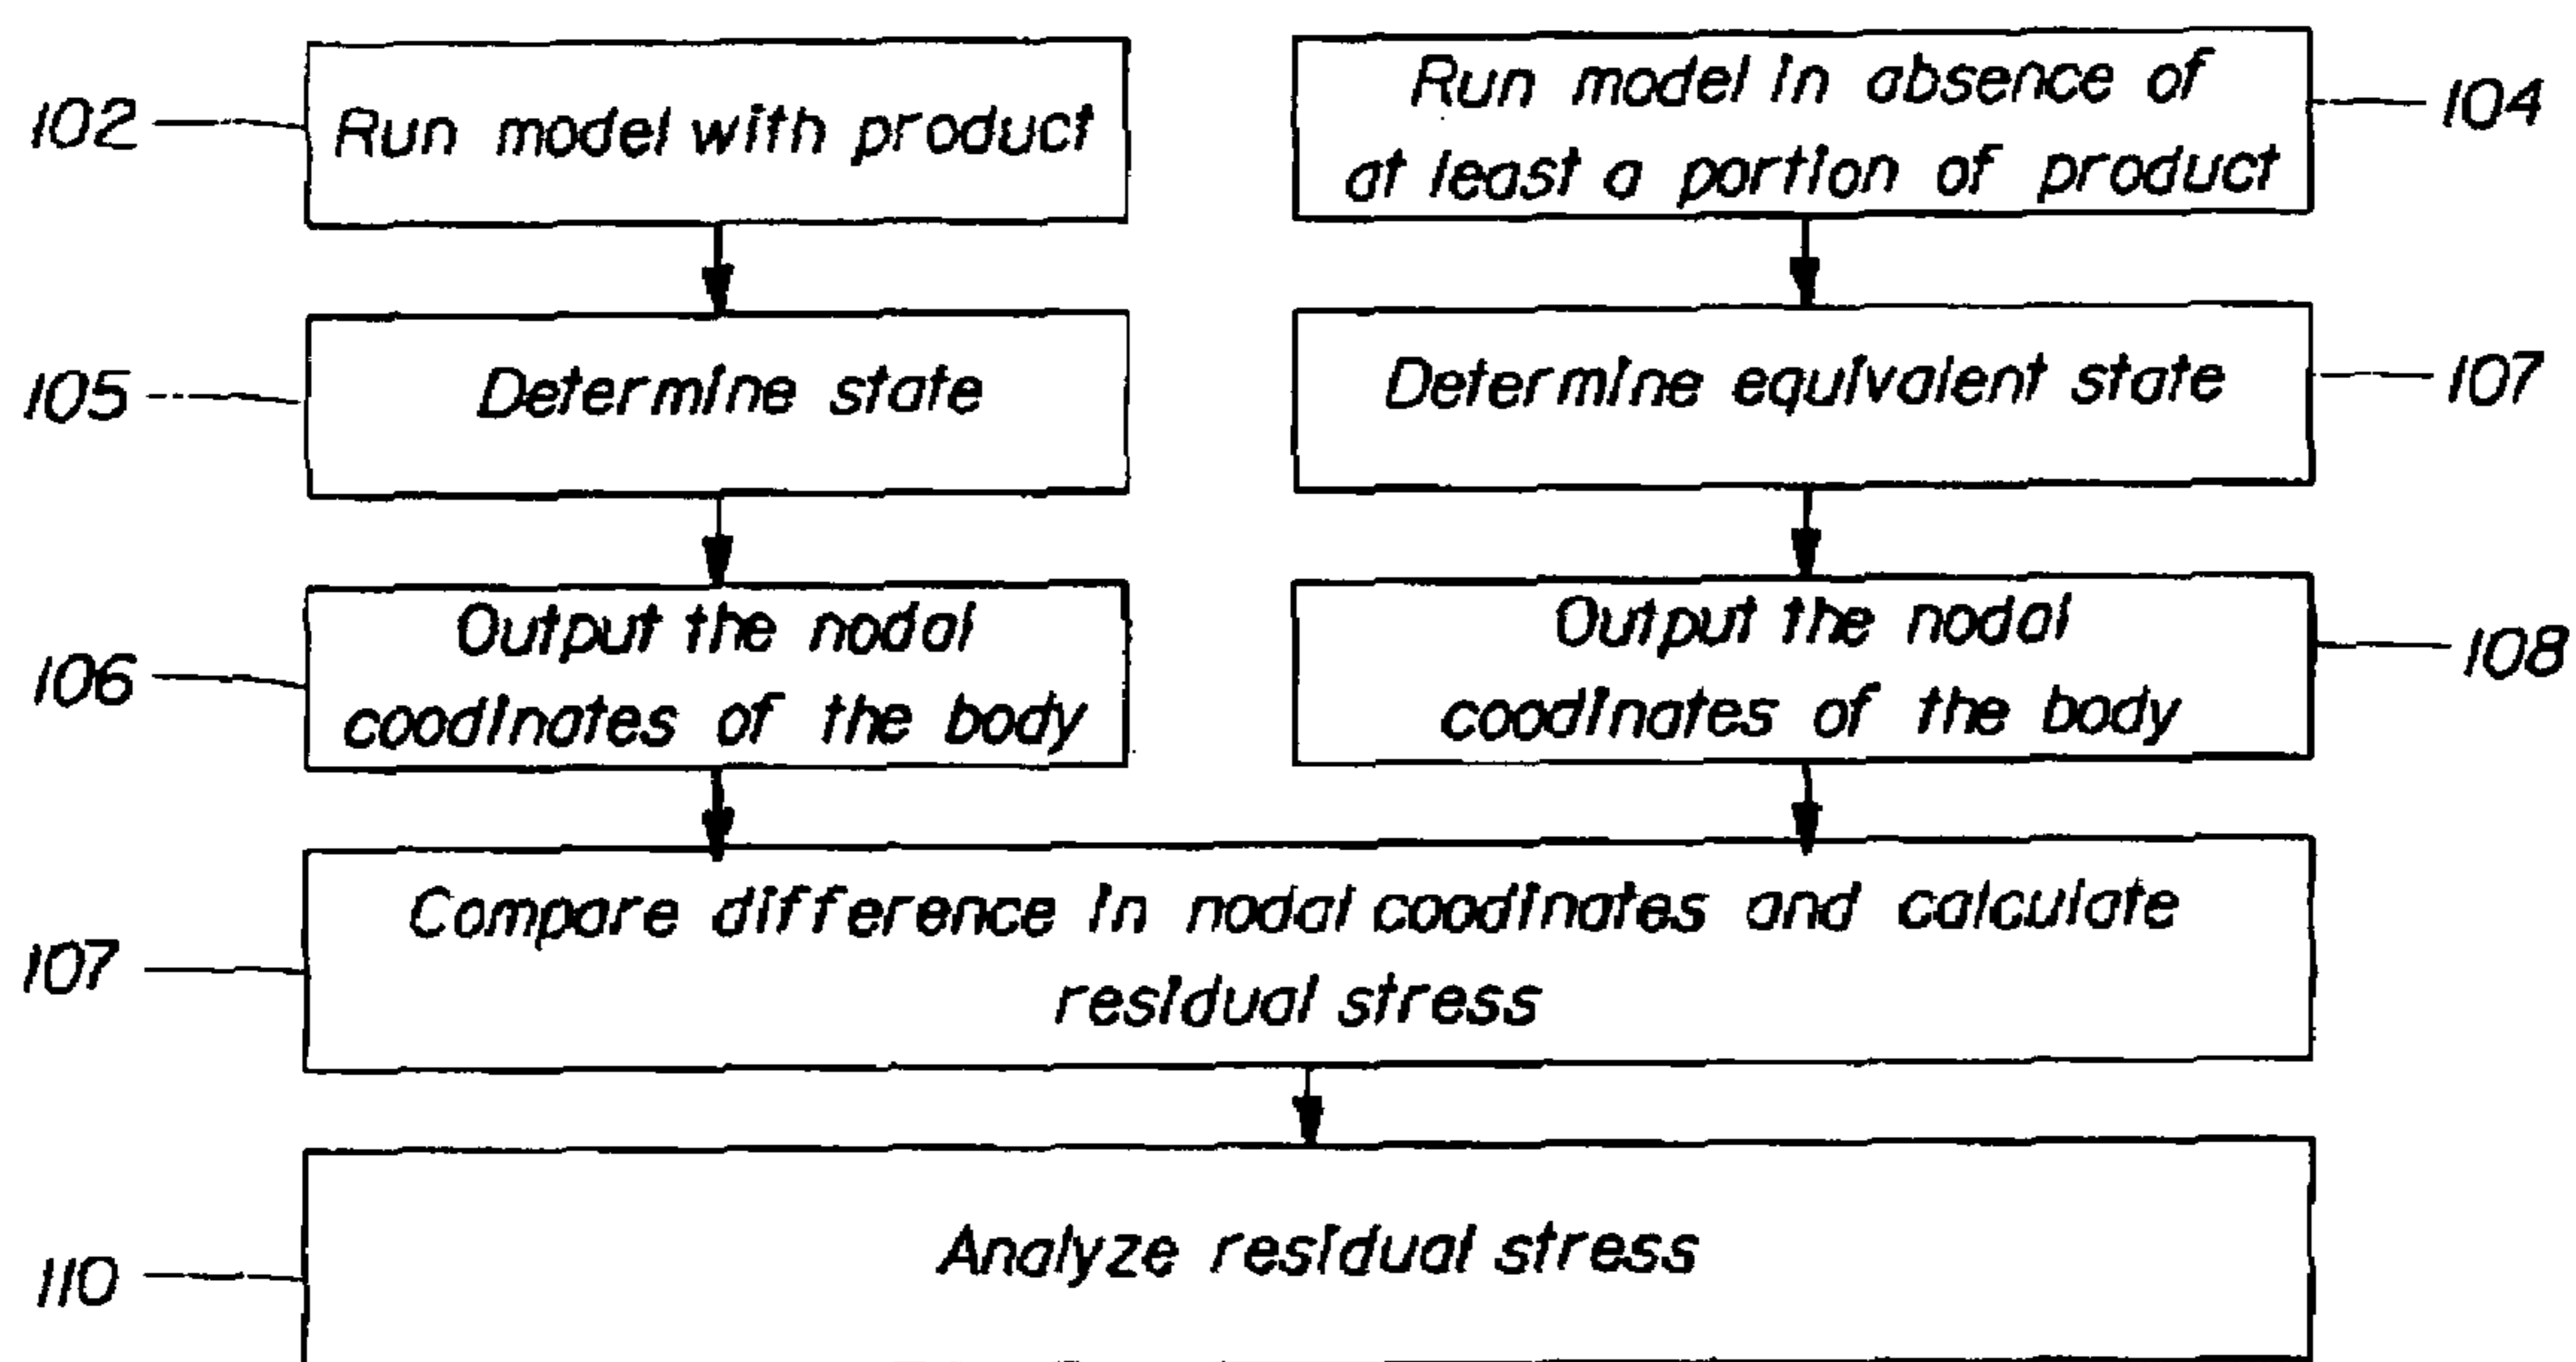 102
Run model with product
Run model in absence of
at least a portion of product
104
105
Determine state
Determine equivalent state
107
106
Output the nodal
coodinates of the body
Output the nodal
coodinates of the body
108
107
Compare difference in nodal coodinates and calculate
residual stress
110
Analyze residual stress